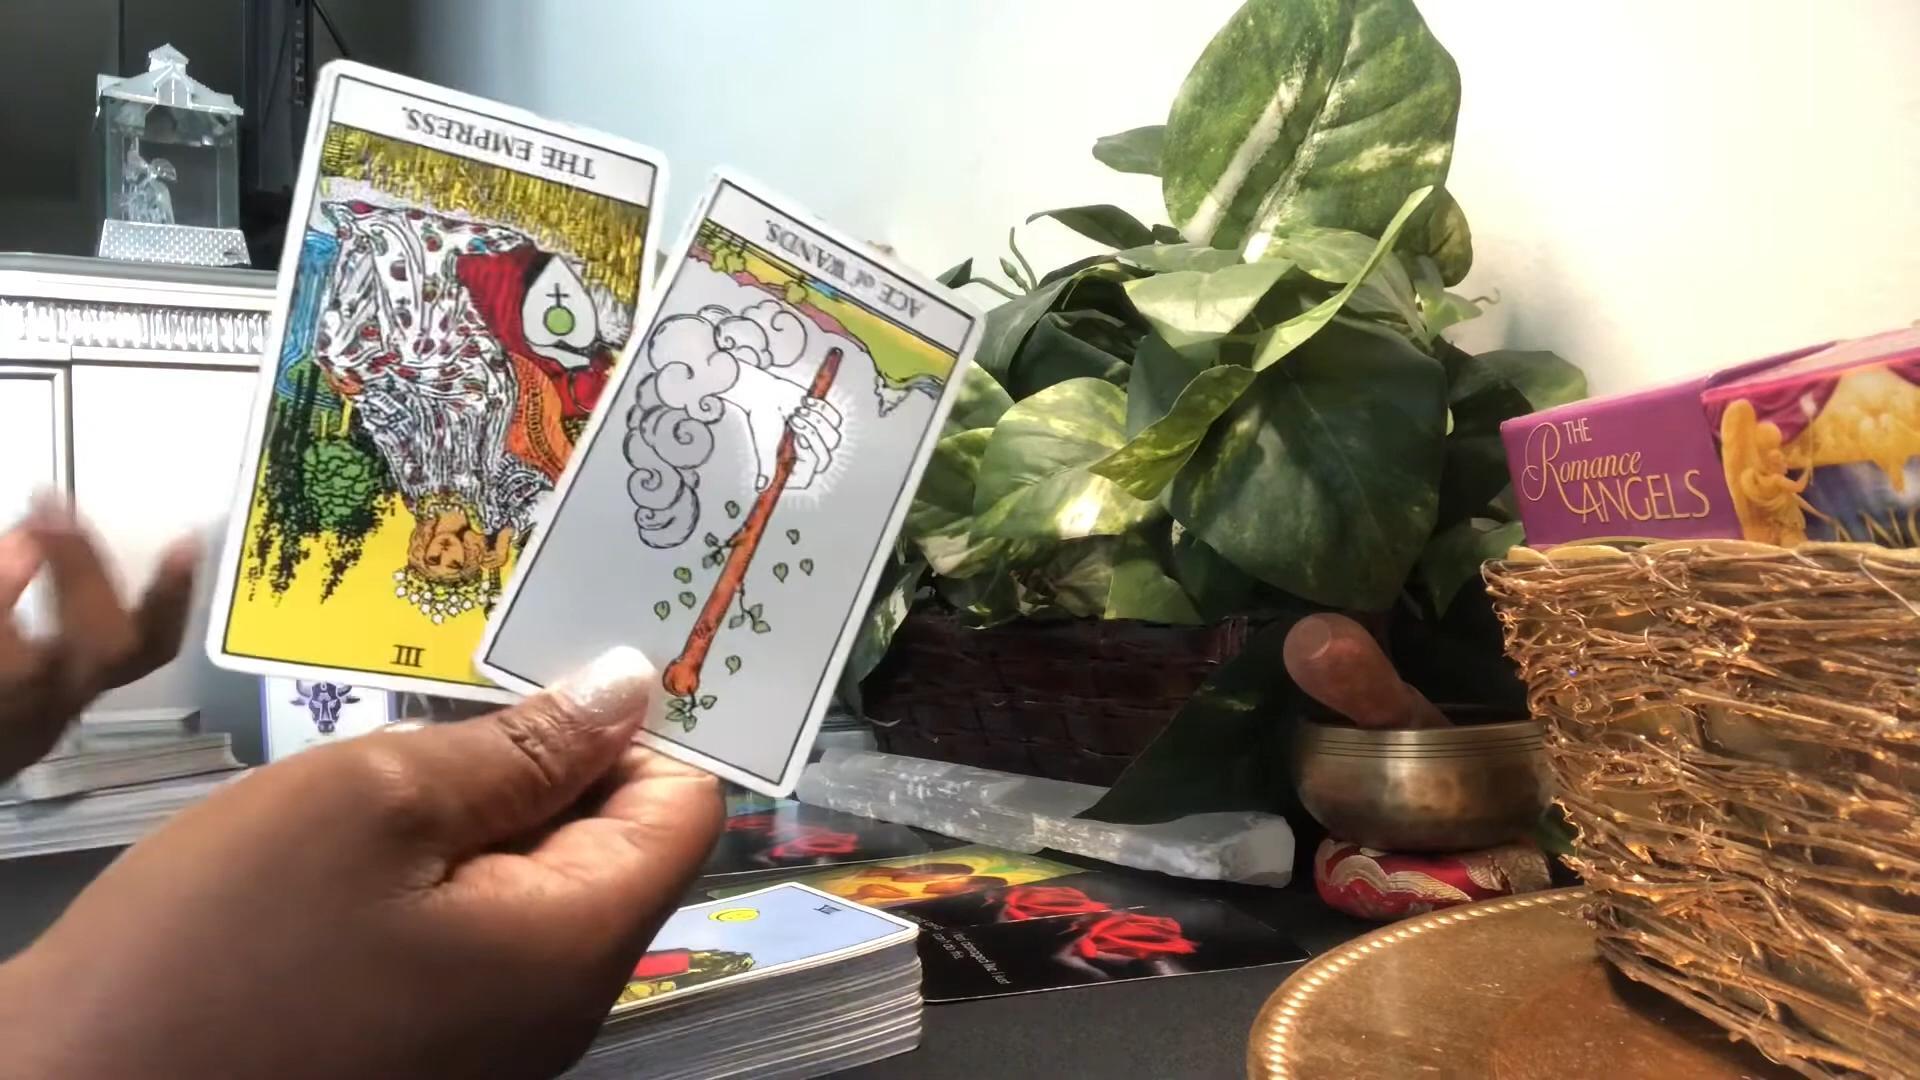 THE EMPRESS.
III
ACE of WANDS.
THE
Romance
ANGELS